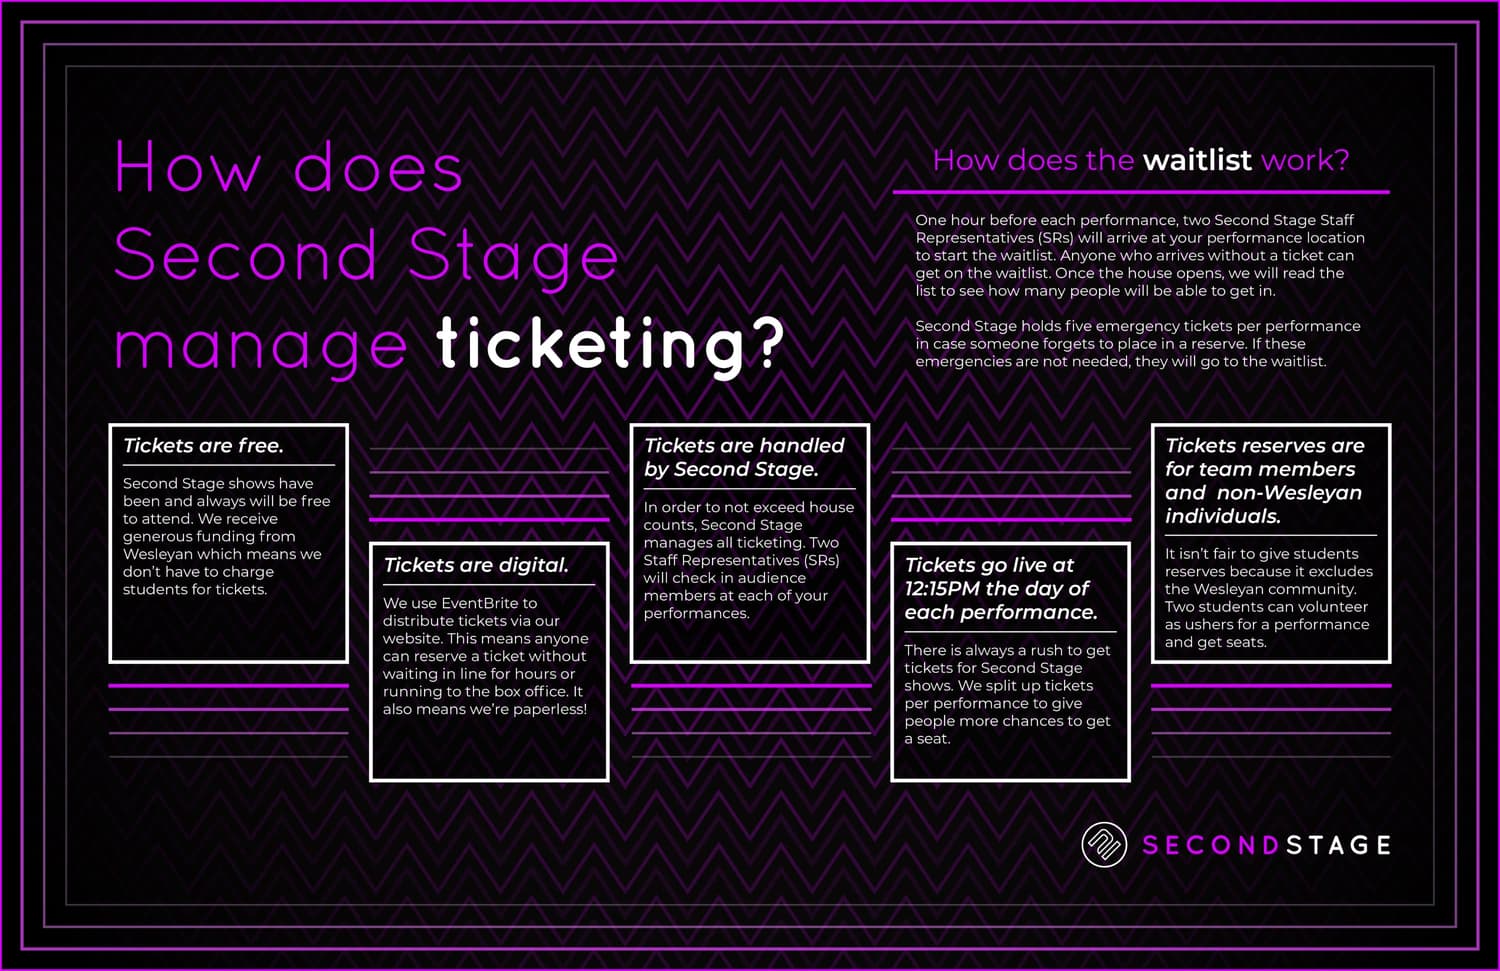 How does
Second Stage
manage ticketing?
How does the waitlist work?
One hour before each performance, two Second Stage Staff
Representatives (SRs) will arrive at your performance location
to start the waitlist. Anyone who arrives without a ticket can
get on the waitlist. Once the house opens, we will read the
list to see how many people will be able to get in.
Second Stage holds five emergency tickets per performance
in case someone forgets to place in a reserve. If these
emergencies are not needed, they will go to the waitlist.
Tickets are free.
Second Stage shows have
been and always will be free
to attend. We receive
generous funding from
Wesleyan which means we
don't have to charge
students for tickets.
Tickets are digital.
We use EventBrite to
distribute tickets via our
website. This means anyone
can reserve a ticket without
waiting in line for hours or
running to the box office. It
also means we're paperless!
Tickets are handled
by Second Stage.
In order to not exceed house
counts, Second Stage
manages all ticketing. Two
Staff Representatives (SRs)
will check in audience
members at each of your
performances.
Tickets go live at
12:15PM the day of
each performance.
There is always a rush to get
tickets for Second Stage
shows. We split up tickets
per performance to give
people more chances to get
a seat.
Tickets reserves are
for team members
and non-Wesleyan
individuals.
It isn't fair to give students
reserves because it excludes
the Wesleyan community.
Two students can volunteer
as ushers for a performance
and get seats.
SECONDSTAGE